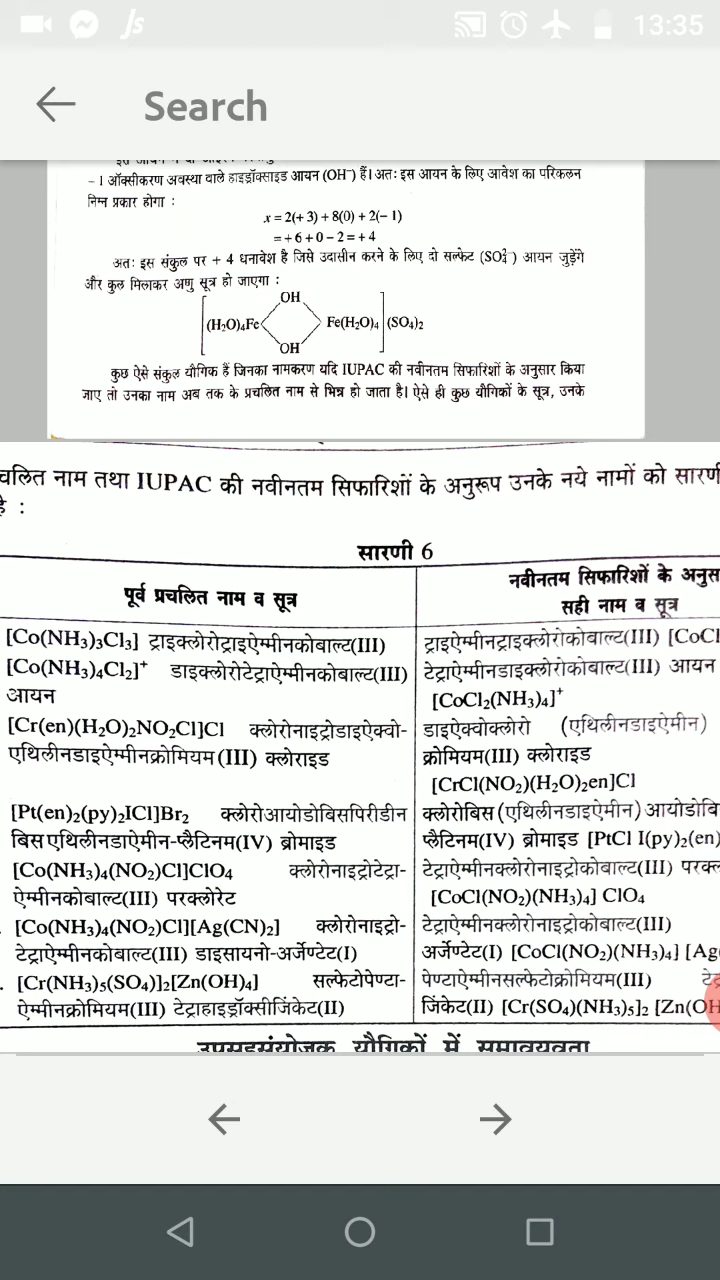 13:35
Search
– 1 ऑक्सीकरण अवस्था वाले हाइड्रॉक्साइड आयन (OH⁻) हैं। अतः इस आयन के लिए आवेश का परिकलन
निम्न प्रकार होगा :
x = 2(+ 3) + 8(0) + 2(– 1)
= + 6 + 0 – 2 = + 4
अतः इस संकुल पर + 4 धनावेश है जिसे उदासीन करने के लिए दो सल्फेट (SO₄²⁻) आयन जुड़ेंगे
और कुल मिलाकर अणु सूत्र हो जाएगा :
OH
(H₂O)₄Fe Fe(H₂O)₄ (SO₄)₂
OH
कुछ ऐसे संकुल यौगिक हैं जिनका नामकरण यदि IUPAC की नवीनतम सिफारिशों के अनुसार किया
जाए तो उनका नाम अब तक के प्रचलित नाम से भिन्न हो जाता है। ऐसे ही कुछ यौगिकों के सूत्र, उनके
चलित नाम तथा IUPAC की नवीनतम सिफारिशों के अनुरूप उनके नये नामों को सारणी
है :
सारणी 6
पूर्व प्रचलित नाम व सूत्र
[Co(NH₃)₃Cl₃] ट्राइक्लोरोट्राइऐम्मीनकोबाल्ट(III)
[Co(NH₃)₄Cl₂]⁺ डाइक्लोरोटेट्राऐम्मीनकोबाल्ट(III)
आयन
[Cr(en)(H₂O)₂NO₂Cl]Cl क्लोरोनाइट्रोडाइऐक्वो-
एथिलीनडाइऐम्मीनक्रोमियम (III) क्लोराइड
[Pt(en)₂(py)₂ICl]Br₂ क्लोरोआयोडोबिसपिरीडीन
बिस एथिलीनडाऐमीन-प्लैटिनम(IV) ब्रोमाइड
[Co(NH₃)₄(NO₂)Cl]ClO₄ क्लोरोनाइट्रोटेट्रा-
ऐम्मीनकोबाल्ट(III) परक्लोरेट
. [Co(NH₃)₄(NO₂)Cl][Ag(CN)₂] क्लोरोनाइट्रो-
टेट्राऐम्मीनकोबाल्ट(III) डाइसायनो-अर्जेण्टेट(I)
. [Cr(NH₃)₅(SO₄)]₂[Zn(OH)₄] सल्फेटोपेण्टा-
ऐम्मीनक्रोमियम(III) टेट्राहाइड्रॉक्सीजिंकेट(II)
नवीनतम सिफारिशों के अनुस
सही नाम व सूत्र
ट्राइऐम्मीनट्राइक्लोरोकोबाल्ट(III) [CoCl
टेट्राऐम्मीनडाइक्लोरोकोबाल्ट(III) आयन
[CoCl₂(NH₃)₄]⁺
डाइऐक्वोक्लोरो (एथिलीनडाइऐमीन)
क्रोमियम(III) क्लोराइड
[CrCl(NO₂)(H₂O)₂en]Cl
क्लोरोबिस (एथिलीनडाइऐमीन) आयोडोबि
प्लैटिनम(IV) ब्रोमाइड [PtCl I(py)₂(en)
टेट्राऐम्मीनक्लोरोनाइट्रोकोबाल्ट(III) परक्ल
[CoCl(NO₂)(NH₃)₄] ClO₄
टेट्राऐम्मीनक्लोरोनाइट्रोकोबाल्ट(III)
अर्जेण्टेट(I) [CoCl(NO₂)(NH₃)₄] [Ag
पेण्टाऐम्मीनसल्फेटोक्रोमियम(III) टे
जिंकेट(II) [Cr(SO₄)(NH₃)₅]₂ [Zn(OH
उपसहसंयोजक यौगिकों में समावयवता